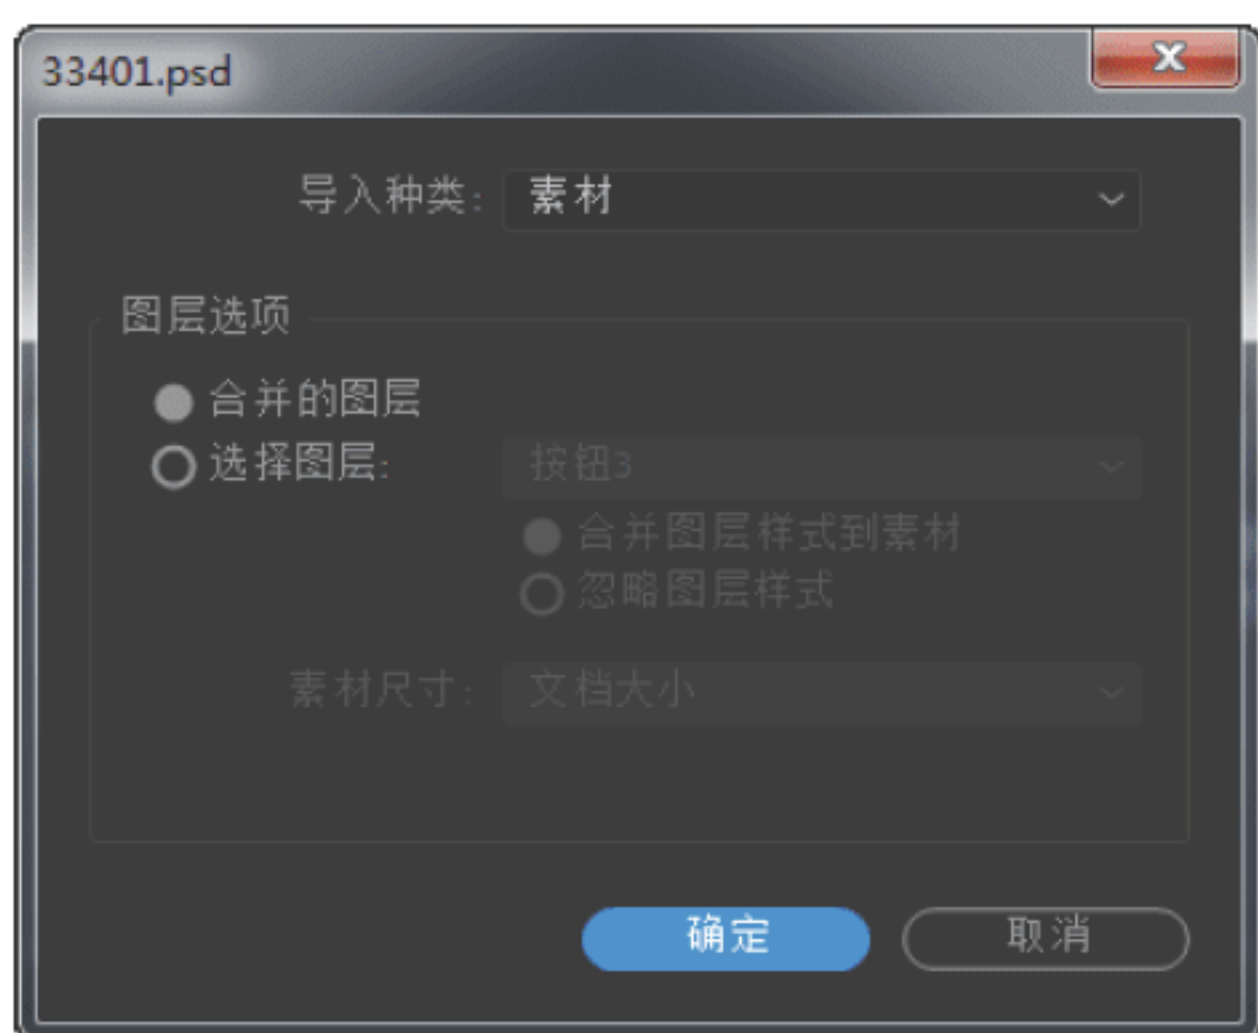 33401.psd
导入种类: 素材
图层选项
合并的图层
选择图层: 按钮3
合并图层样式到素材
忽略图层样式
素材尺寸: 文档大小
确定 取消